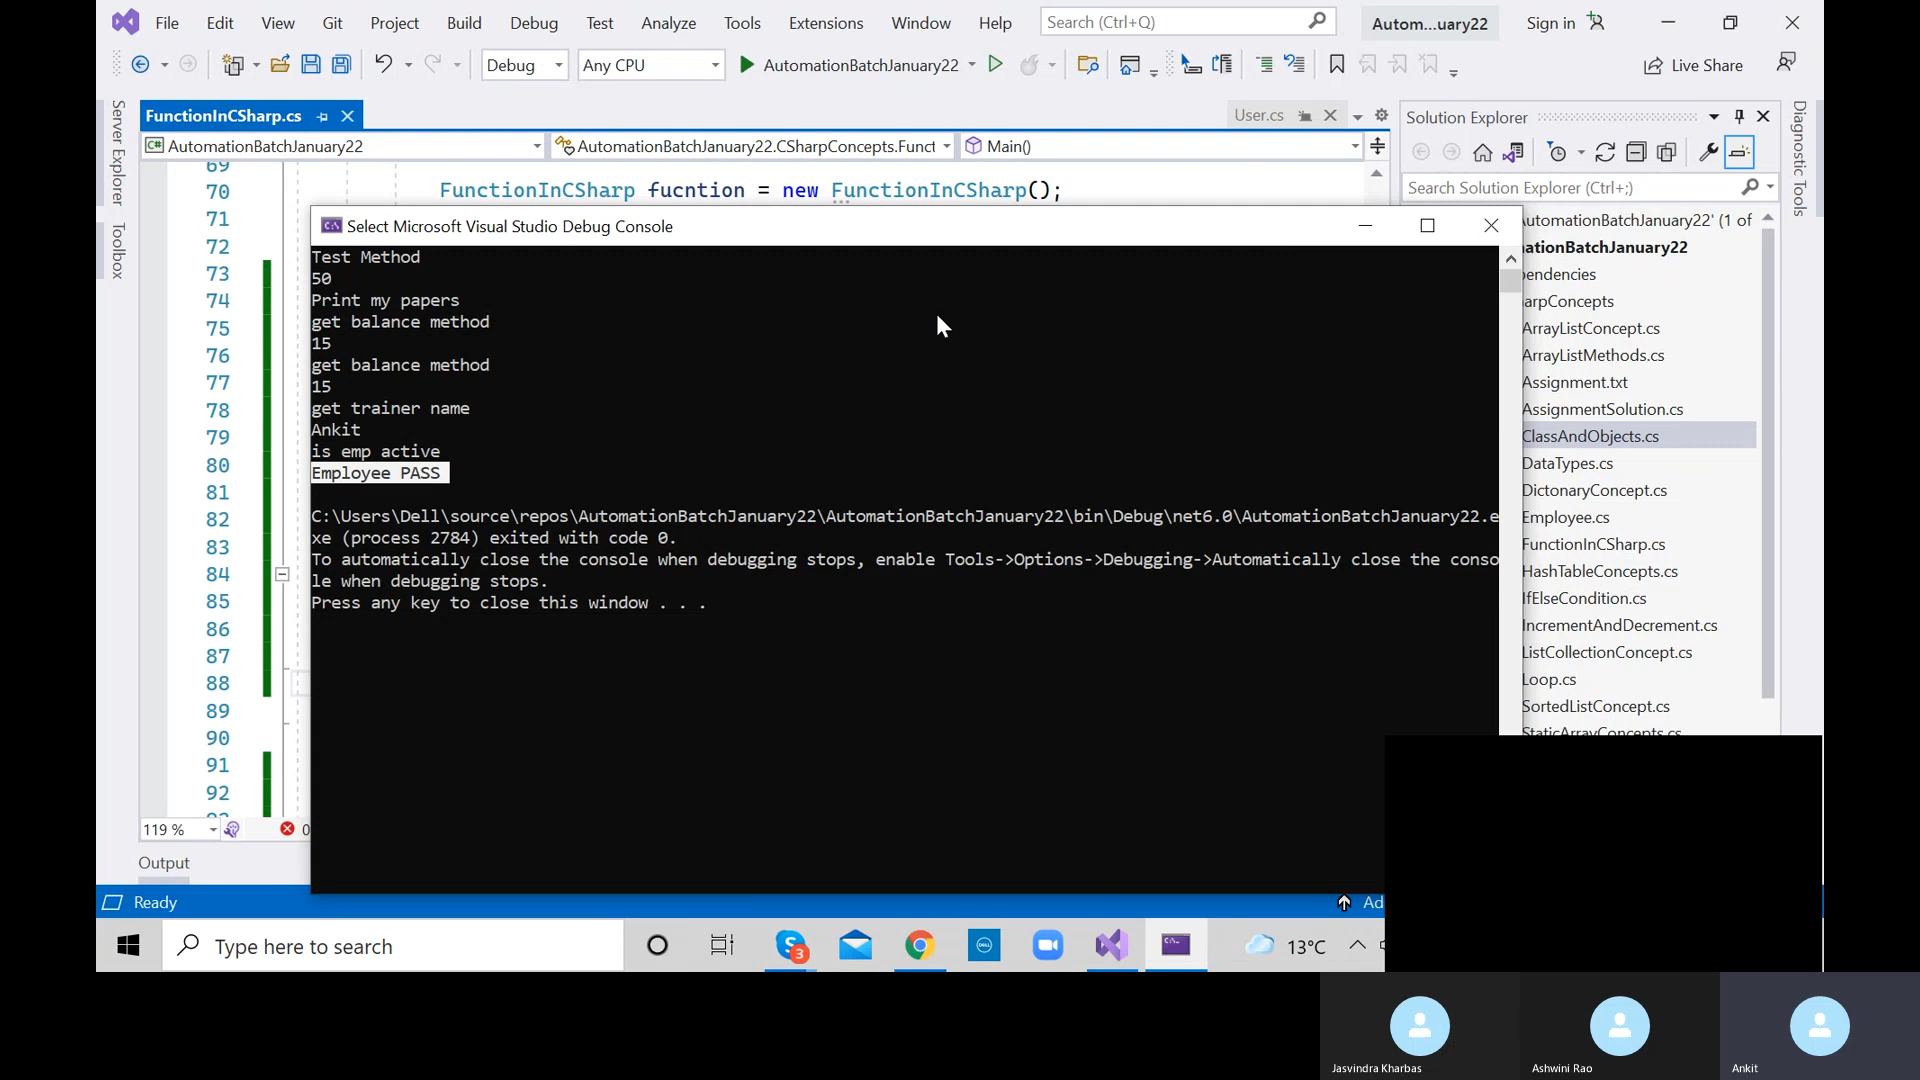 File Edit View Git Project Build Debug Test Analyze Tools Extensions Window Help Search (Ctrl+Q) Autom...uary22 Sign in
Debug Any CPU AutomationBatchJanuary22 Live Share
Server Explorer
Toolbox
FunctionInCSharp.cs User.cs
AutomationBatchJanuary22 AutomationBatchJanuary22.CSharpConcepts.Funct Main()
69
70 FunctionInCSharp fucntion = new FunctionInCSharp();
71
72
73
74
75
76
77
78
79
80
81
82
83
84
85
86
87
88
89
90
91
92
Select Microsoft Visual Studio Debug Console
Test Method
50
Print my papers
get balance method
15
get balance method
15
get trainer name
Ankit
is emp active
Employee PASS
C:\Users\Dell\source\repos\AutomationBatchJanuary22\AutomationBatchJanuary22\bin\Debug\net6.0\AutomationBatchJanuary22.e
xe (process 2784) exited with code 0.
To automatically close the console when debugging stops, enable Tools->Options->Debugging->Automatically close the conso
le when debugging stops.
Press any key to close this window . . .
Solution Explorer
Search Solution Explorer (Ctrl+;)
utomationBatchJanuary22' (1 of
ationBatchJanuary22
pendencies
arpConcepts
ArrayListConcept.cs
ArrayListMethods.cs
Assignment.txt
AssignmentSolution.cs
ClassAndObjects.cs
DataTypes.cs
DictonaryConcept.cs
Employee.cs
FunctionInCSharp.cs
HashTableConcepts.cs
IfElseCondition.cs
IncrementAndDecrement.cs
ListCollectionConcept.cs
Loop.cs
SortedListConcept.cs
StaticArrayConcepts.cs
Diagnostic Tools
119 % 0
Output
Ready Ad
Type here to search 3 DELL 13°C
Jasvindra Kharbas Ashwini Rao Ankit